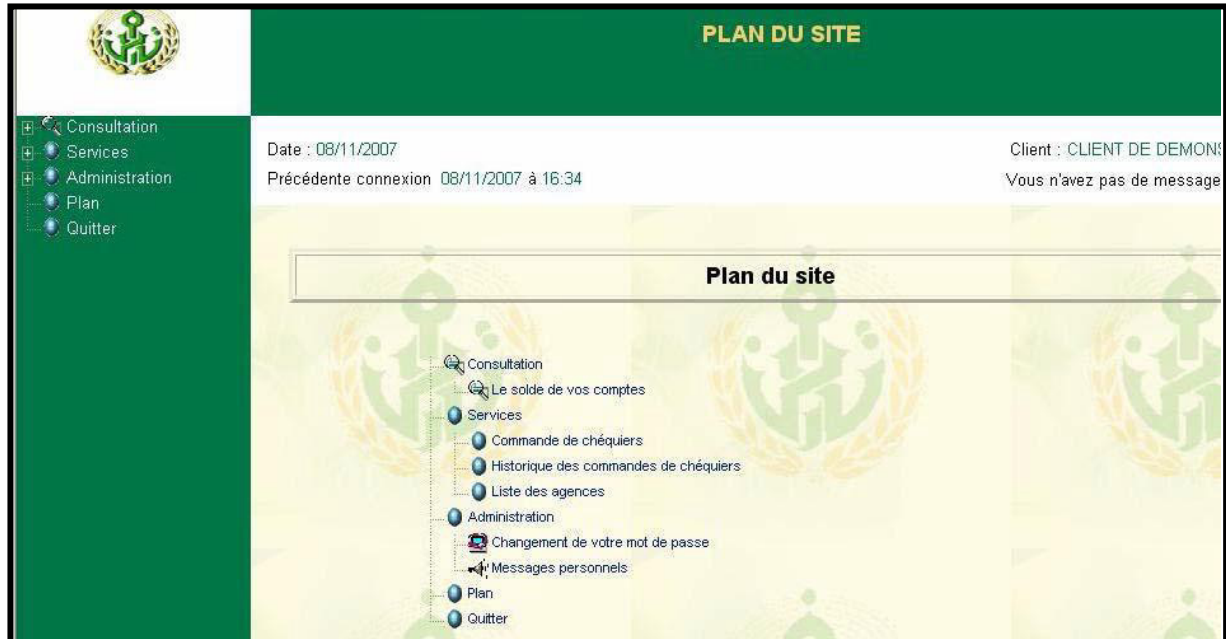 PLAN DU SITE
Consultation
Services
Administration
Plan
Quitter
Date : 08/11/2007
Client : CLIENT DE DEMONS
Précédente connexion 08/11/2007 à 16:34
Vous n'avez pas de message
Plan du site
Consultation
Le solde de vos comptes
Services
Commande de chéquiers
Historique des commandes de chéquiers
Liste des agences
Administration
Changement de votre mot de passe
Messages personnels
Plan
Quitter